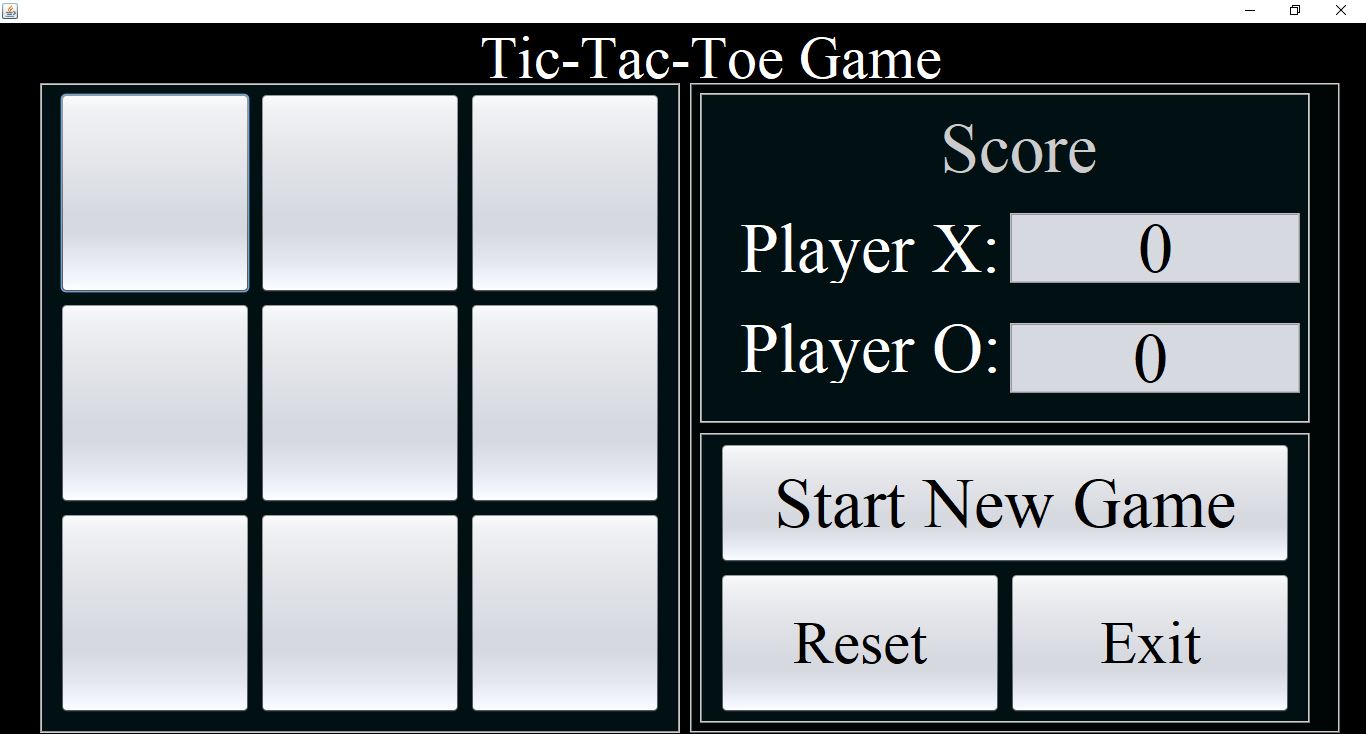 Tic-Tac-Toe Game
Score
Player X: 0
Player O: 0
Start New Game
Reset Exit